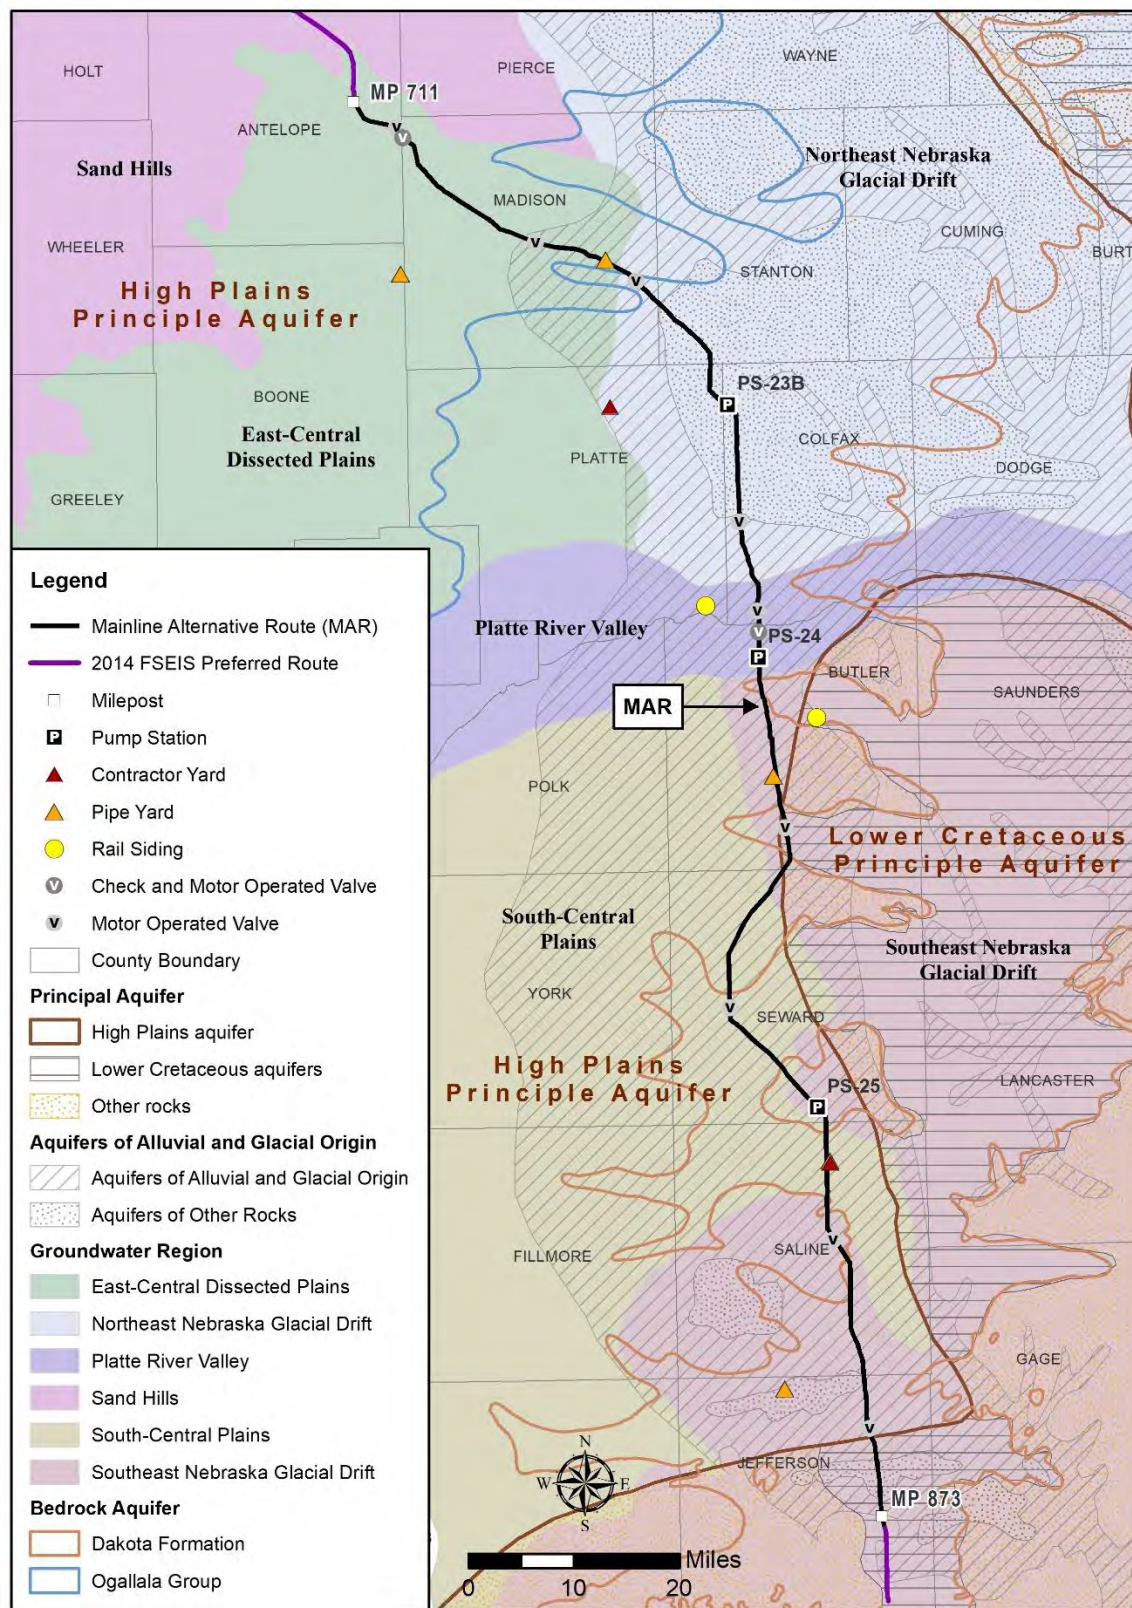 HOLT
PIERCE
WAYNE
MP 711
ANTELOPE
V
V
Sand Hills
Northeast Nebraska
Glacial Drift
MADISON
WHEELER
V
CUMING
BURT
STANTON
High Plains
Principle Aquifer
V
PS-23B
P
BOONE
East-Central
Dissected Plains
COLFAX
PLATTE
DODGE
GREELEY
V
V
Platte River Valley
V
PS-24
P
BUTLER
SAUNDERS
MAR
POLK
V
Lower Cretaceous
Principle Aquifer
South-Central
Plains
Southeast Nebraska
Glacial Drift
YORK
V
SEWARD
High Plains
Principle Aquifer
PS-25
P
LANCASTER
V
SALINE
FILLMORE
GAGE
V
JEFFERSON
MP 873
N
W E
S
Miles
0 10 20
Legend
Mainline Alternative Route (MAR)
2014 FSEIS Preferred Route
Milepost
P Pump Station
Contractor Yard
Pipe Yard
Rail Siding
V Check and Motor Operated Valve
V Motor Operated Valve
County Boundary
Principal Aquifer
High Plains aquifer
Lower Cretaceous aquifers
Other rocks
Aquifers of Alluvial and Glacial Origin
Aquifers of Alluvial and Glacial Origin
Aquifers of Other Rocks
Groundwater Region
East-Central Dissected Plains
Northeast Nebraska Glacial Drift
Platte River Valley
Sand Hills
South-Central Plains
Southeast Nebraska Glacial Drift
Bedrock Aquifer
Dakota Formation
Ogallala Group